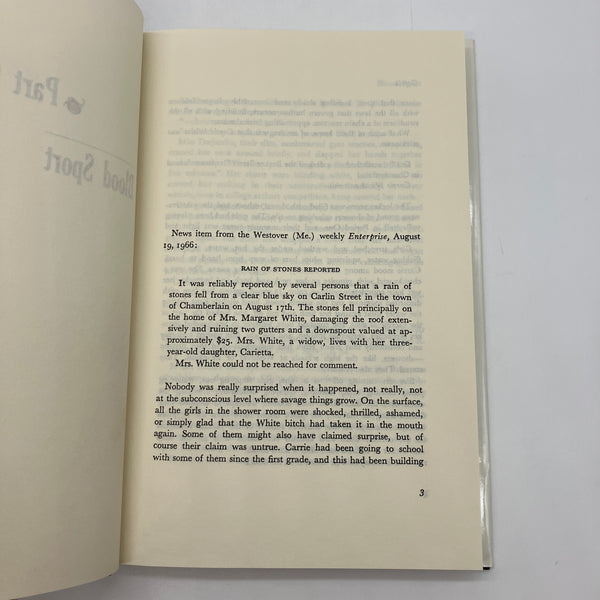 Part
Blood Sport
News item from the Westover (Me.) weekly Enterprise, August
19, 1966:
RAIN OF STONES REPORTED
It was reliably reported by several persons that a rain of
stones fell from a clear blue sky on Carlin Street in the town
of Chamberlain on August 17th. The stones fell principally
on the home of Mrs. Margaret White, damaging the roof exten-
sively and ruining two gutters and a downspout valued at ap-
proximately $25. Mrs. White, a widow, lives with her three-
year-old daughter, Carietta.
Mrs. White could not be reached for comment.
Nobody was really surprised when it happened, not really, not
at the subconscious level where savage things grow. On the surface,
all the girls in the shower room were shocked, thrilled, ashamed,
or simply glad that the White bitch had taken it in the mouth
again. Some of them might also have claimed surprise, but of
course their claim was untrue. Carrie had been going to school
with some of them since the first grade, and this had been building
3